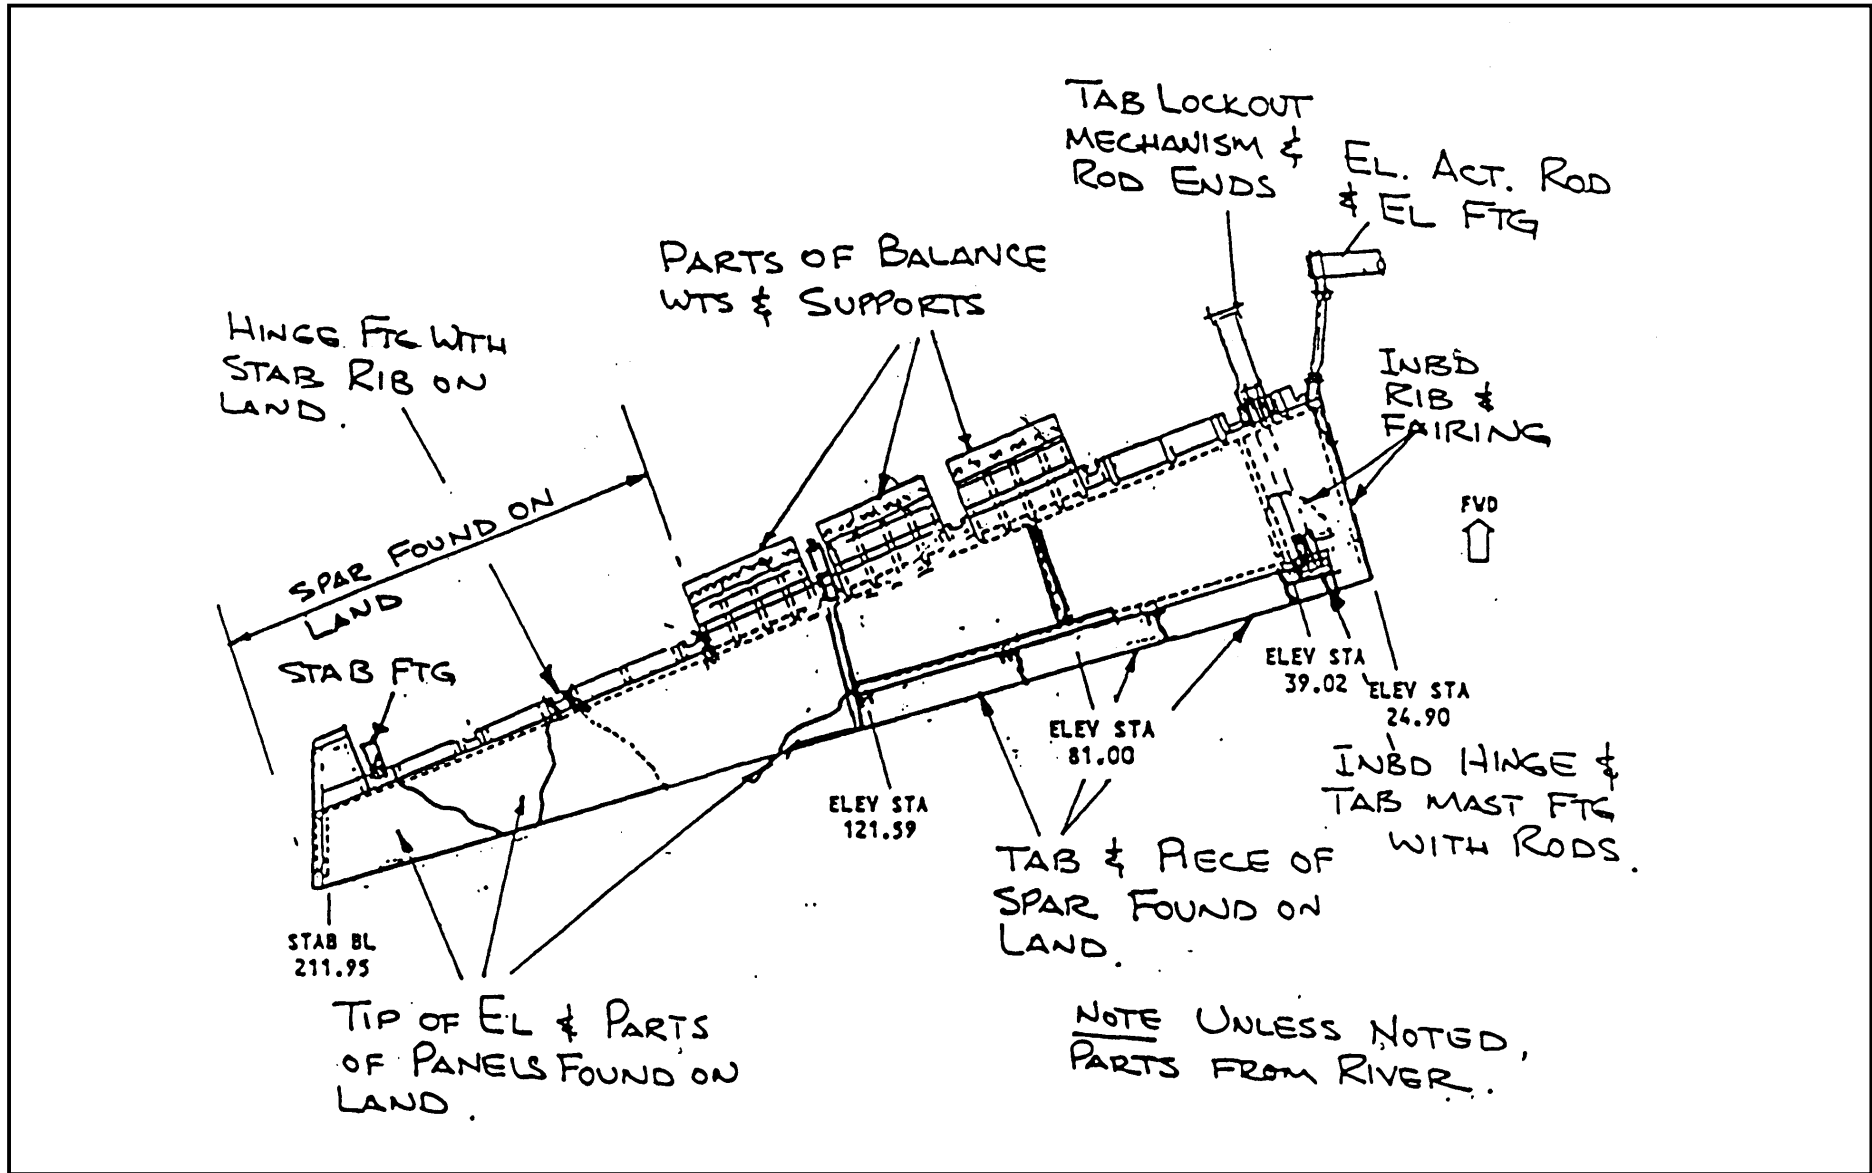 TAB LOCKOUT
MECHANISM &
ROD ENDS
EL. ACT. ROD
& EL FTG
PARTS OF BALANCE
WTS & SUPPORTS
HINGE FTG WITH
STAB RIB ON
LAND.
INB'D
RIB &
FAIRING
SPAR FOUND ON
LAND
FWD
STAB FTG
ELEV STA
39.02
ELEV STA
24.90
ELEV STA
81.00
ELEV STA
121.59
INBD HINGE &
TAB MAST FTG
WITH RODS.
TAB & PIECE OF
SPAR FOUND ON
LAND.
STAB BL
211.95
TIP OF EL & PARTS
OF PANELS FOUND ON
LAND.
NOTE UNLESS NOTED,
PARTS FROM RIVER.